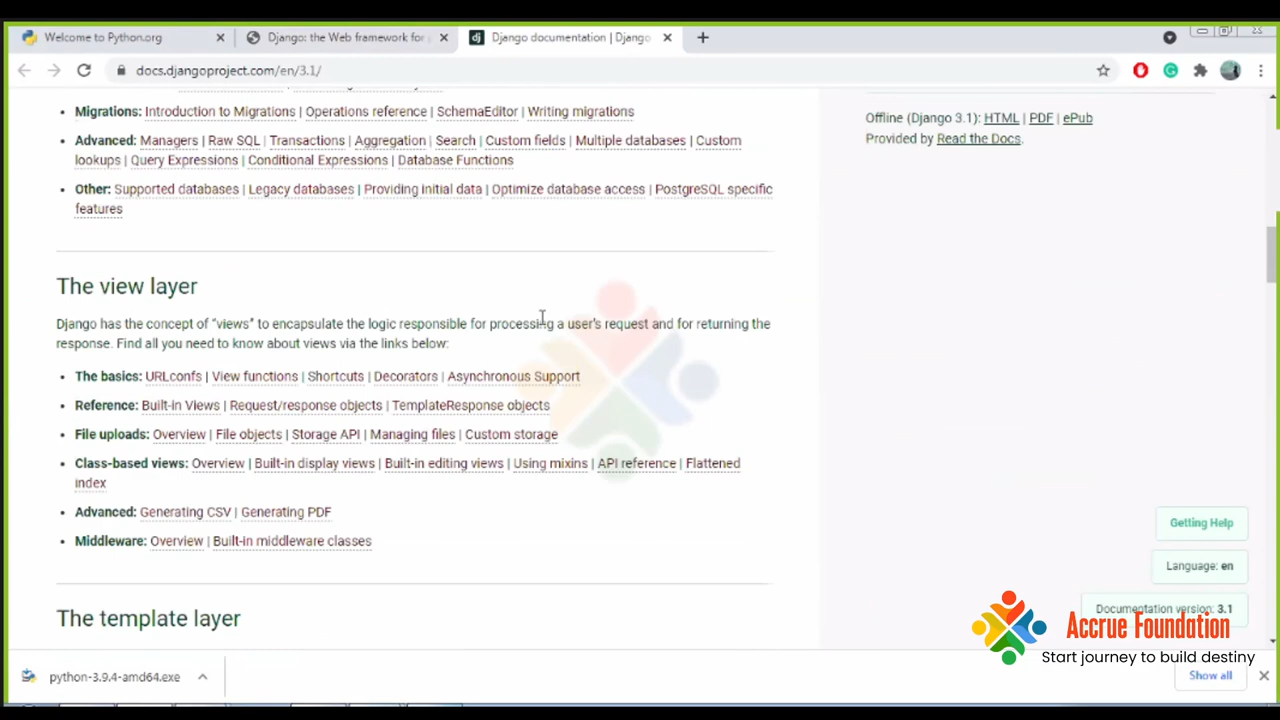 Welcome to Python.org
Django: the Web framework for
Django documentation | Django
docs.djangoproject.com/en/3.1/
Migrations: Introduction to Migrations | Operations reference | SchemaEditor | Writing migrations
Advanced: Managers | Raw SQL | Transactions | Aggregation | Search | Custom fields | Multiple databases | Custom
lookups | Query Expressions | Conditional Expressions | Database Functions
Other: Supported databases | Legacy databases | Providing initial data | Optimize database access | PostgreSQL specific
features
Offline (Django 3.1): HTML | PDF | ePub
Provided by Read the Docs.
The view layer
Django has the concept of “views” to encapsulate the logic responsible for processing a user's request and for returning the
response. Find all you need to know about views via the links below:
The basics: URLconfs | View functions | Shortcuts | Decorators | Asynchronous Support
Reference: Built-in Views | Request/response objects | TemplateResponse objects
File uploads: Overview | File objects | Storage API | Managing files | Custom storage
Class-based views: Overview | Built-in display views | Built-in editing views | Using mixins | API reference | Flattened
index
Advanced: Generating CSV | Generating PDF
Middleware: Overview | Built-in middleware classes
The template layer
Getting Help
Language: en
Documentation version: 3.1
Accrue Foundation
Start journey to build destiny
python-3.9.4-amd64.exe
Show all